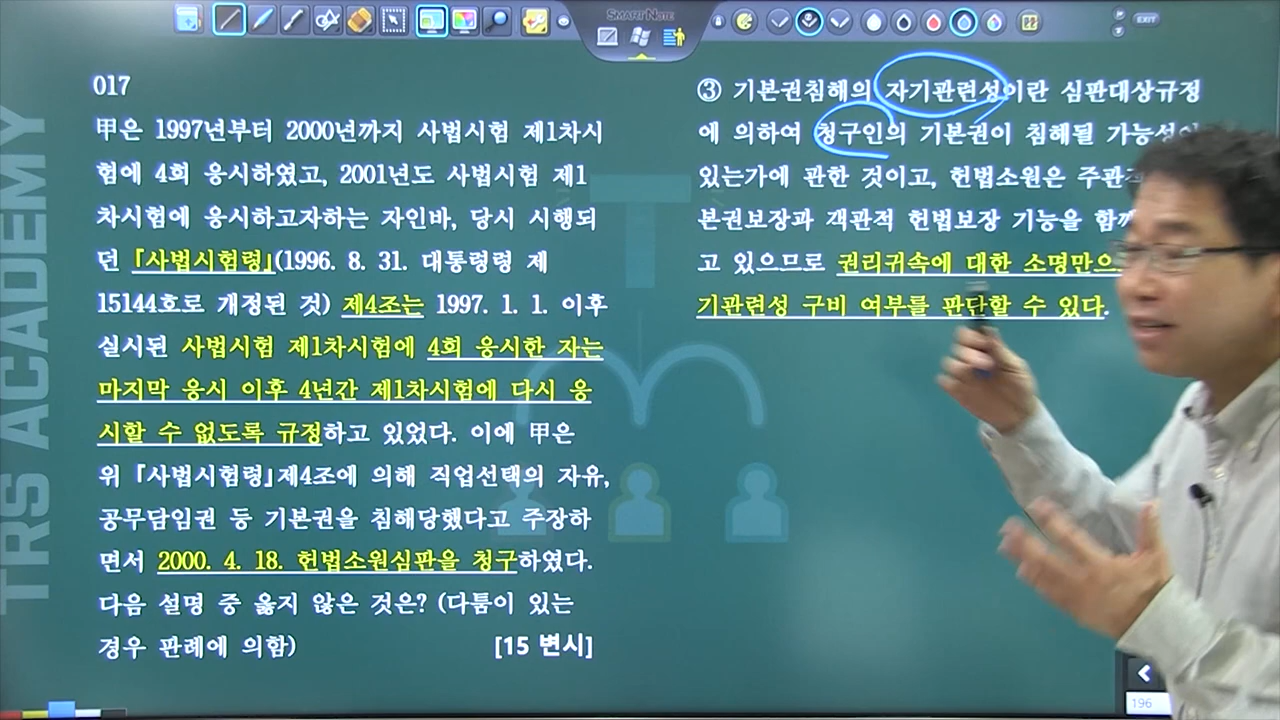 SMARTNOTE
EXIT
TRS ACADEMY
017
甲은 1997년부터 2000년까지 사법시험 제1차시
험에 4회 응시하였고, 2001년도 사법시험 제1
차시험에 응시하고자하는 자인바, 당시 시행되
던 「사법시험령」(1996. 8. 31. 대통령령 제
15144호로 개정된 것) 제4조는 1997. 1. 1. 이후
실시된 사법시험 제1차시험에 4회 응시한 자는
마지막 응시 이후 4년간 제1차시험에 다시 응
시할 수 없도록 규정하고 있었다. 이에 甲은
위 「사법시험령」제4조에 의해 직업선택의 자유,
공무담임권 등 기본권을 침해당했다고 주장하
면서 2000. 4. 18. 헌법소원심판을 청구하였다.
다음 설명 중 옳지 않은 것은? (다툼이 있는
경우 판례에 의함) [15 변시]
③ 기본권침해의 자기관련성이란 심판대상규정
에 의하여 청구인의 기본권이 침해될
있는가에 관한 것이고, 헌법소원은
본권보장과 객관적 헌법보장 기능을
고 있으므로 권리귀속에 대한
기관련성 구비 여부를 판단할 수 있다.
196